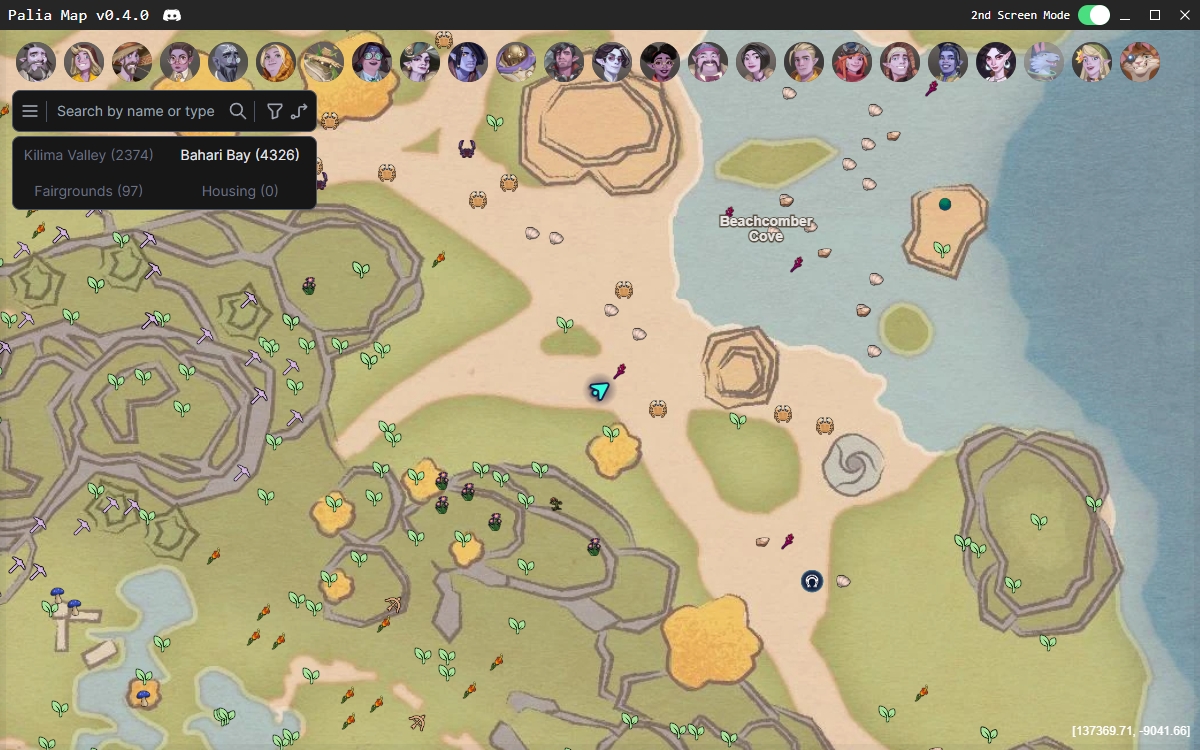 Palia Map v0.4.0
2nd Screen Mode
Search by name or type
Kilima Valley (2374)
Bahari Bay (4326)
Fairgrounds (97)
Housing (0)
Beachcomber
Cove
[137369.71, -9041.66]